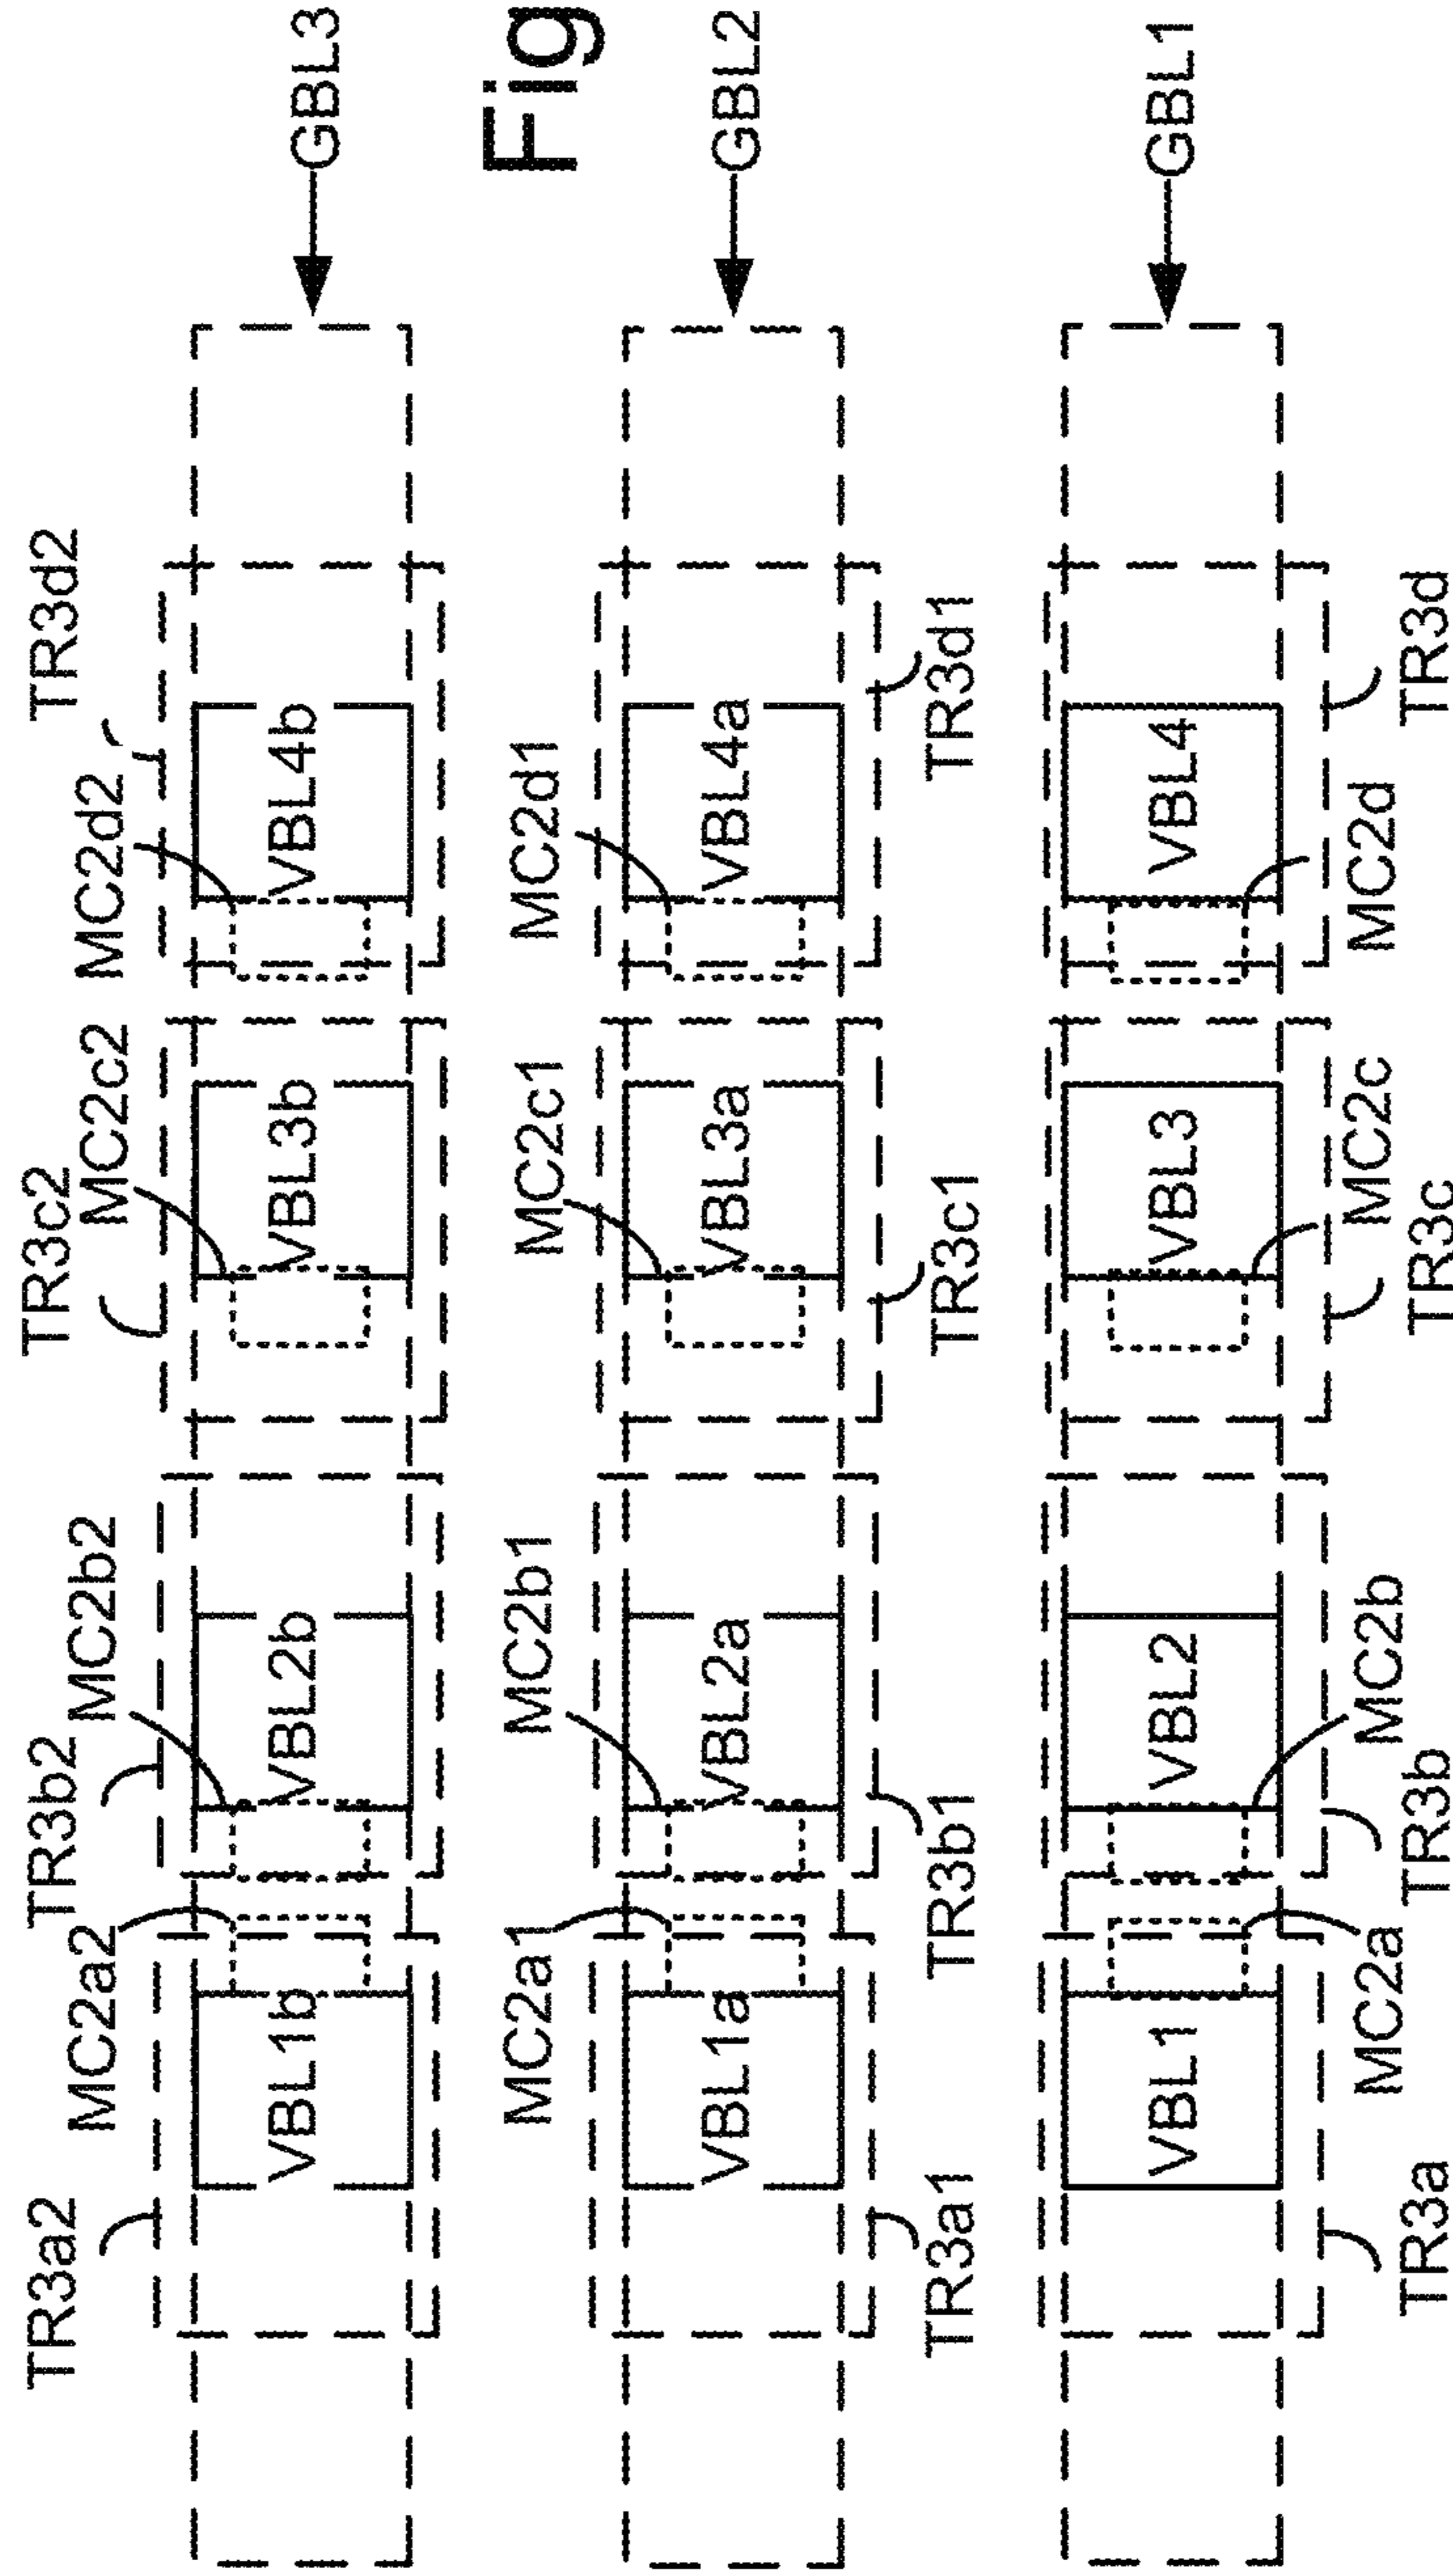 GBL3
Fig
GBL2
GBL1
TR3d2
MC2d2
VBL4b
MC2d1
VBL4a
TR3d1
VBL4
MC2d
TR3d
TR3c2
MC2c2
VBL3b
MC2c1
VBL3a
TR3c1
VBL3
MC2c
TR3c
TR3b2
MC2b2
VBL2b
MC2b1
VBL2a
TR3b1
VBL2
MC2b
TR3b
TR3a2
MC2a2
VBL1b
MC2a1
VBL1a
TR3a1
VBL1
MC2a
TR3a